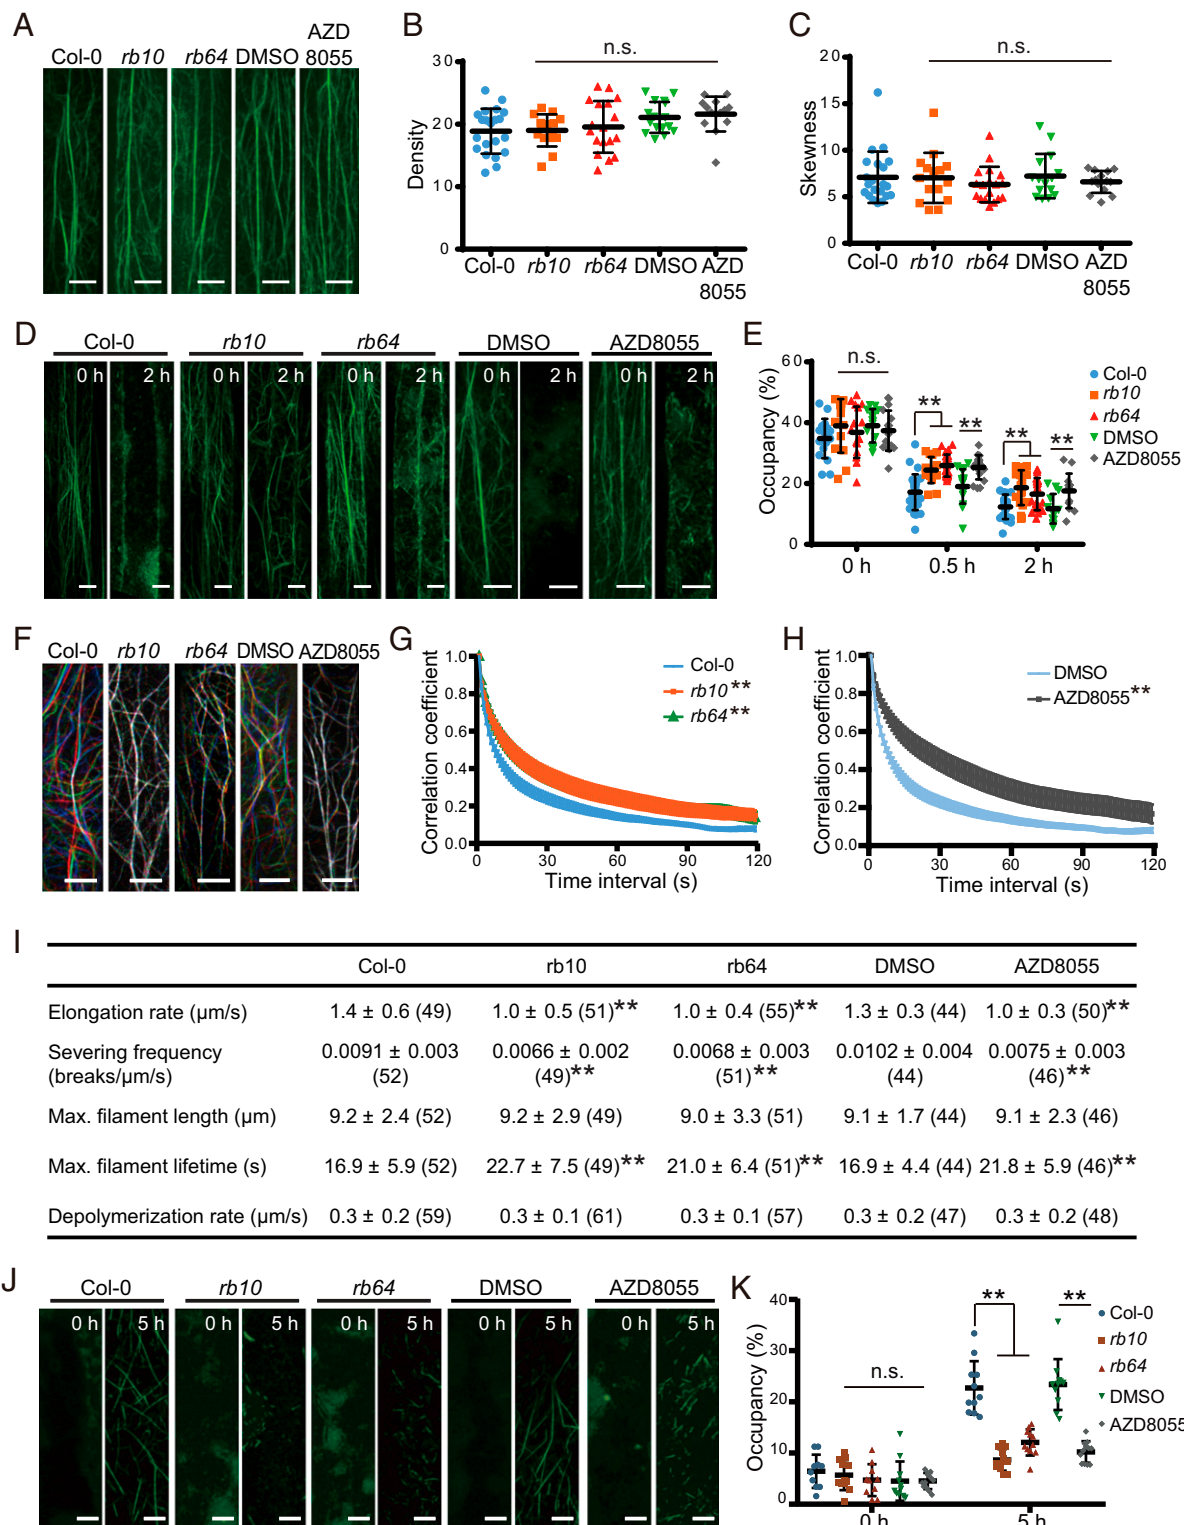 A
Col-0 rb10 rb64 DMSO AZD 8055
B
n.s.
Density
30
20
10
0
Col-0 rb10 rb64 DMSO AZD
8055
C
n.s.
Skewness
20
15
10
5
0
Col-0 rb10 rb64 DMSO AZD
8055
D
Col-0 rb10 rb64 DMSO AZD8055
0 h 2 h 0 h 2 h 0 h 2 h 0 h 2 h 0 h 2 h
E
Occupancy (%)
60
40
20
0
n.s.
** ** ** **
0 h 0.5 h 2 h
Col-0
rb10
rb64
DMSO
AZD8055
F
Col-0 rb10 rb64 DMSO AZD8055
G
Correlation coefficient
1.0
0.8
0.6
0.4
0.2
0.0
0 30 60 90 120
Time interval (s)
Col-0
rb10**
rb64**
H
Correlation coefficient
1.0
0.8
0.6
0.4
0.2
0.0
0 30 60 90 120
Time interval (s)
DMSO
AZD8055**
I
Col-0 rb10 rb64 DMSO AZD8055
Elongation rate (µm/s) 1.4 ± 0.6 (49) 1.0 ± 0.5 (51)** 1.0 ± 0.4 (55)** 1.3 ± 0.3 (44) 1.0 ± 0.3 (50)**
Severing frequency 0.0091 ± 0.003 0.0066 ± 0.002 0.0068 ± 0.003 0.0102 ± 0.004 0.0075 ± 0.003
(breaks/µm/s) (52) (49)** (51)** (44) (46)**
Max. filament length (µm) 9.2 ± 2.4 (52) 9.2 ± 2.9 (49) 9.0 ± 3.3 (51) 9.1 ± 1.7 (44) 9.1 ± 2.3 (46)
Max. filament lifetime (s) 16.9 ± 5.9 (52) 22.7 ± 7.5 (49)** 21.0 ± 6.4 (51)** 16.9 ± 4.4 (44) 21.8 ± 5.9 (46)**
Depolymerization rate (µm/s) 0.3 ± 0.2 (59) 0.3 ± 0.1 (61) 0.3 ± 0.1 (57) 0.3 ± 0.2 (47) 0.3 ± 0.2 (48)
J
Col-0 rb10 rb64 DMSO AZD8055
0 h 5 h 0 h 5 h 0 h 5 h 0 h 5 h 0 h 5 h
K
Occupancy (%)
40
30
20
10
0
n.s.
** **
0 h 5 h
Col-0
rb10
rb64
DMSO
AZD8055